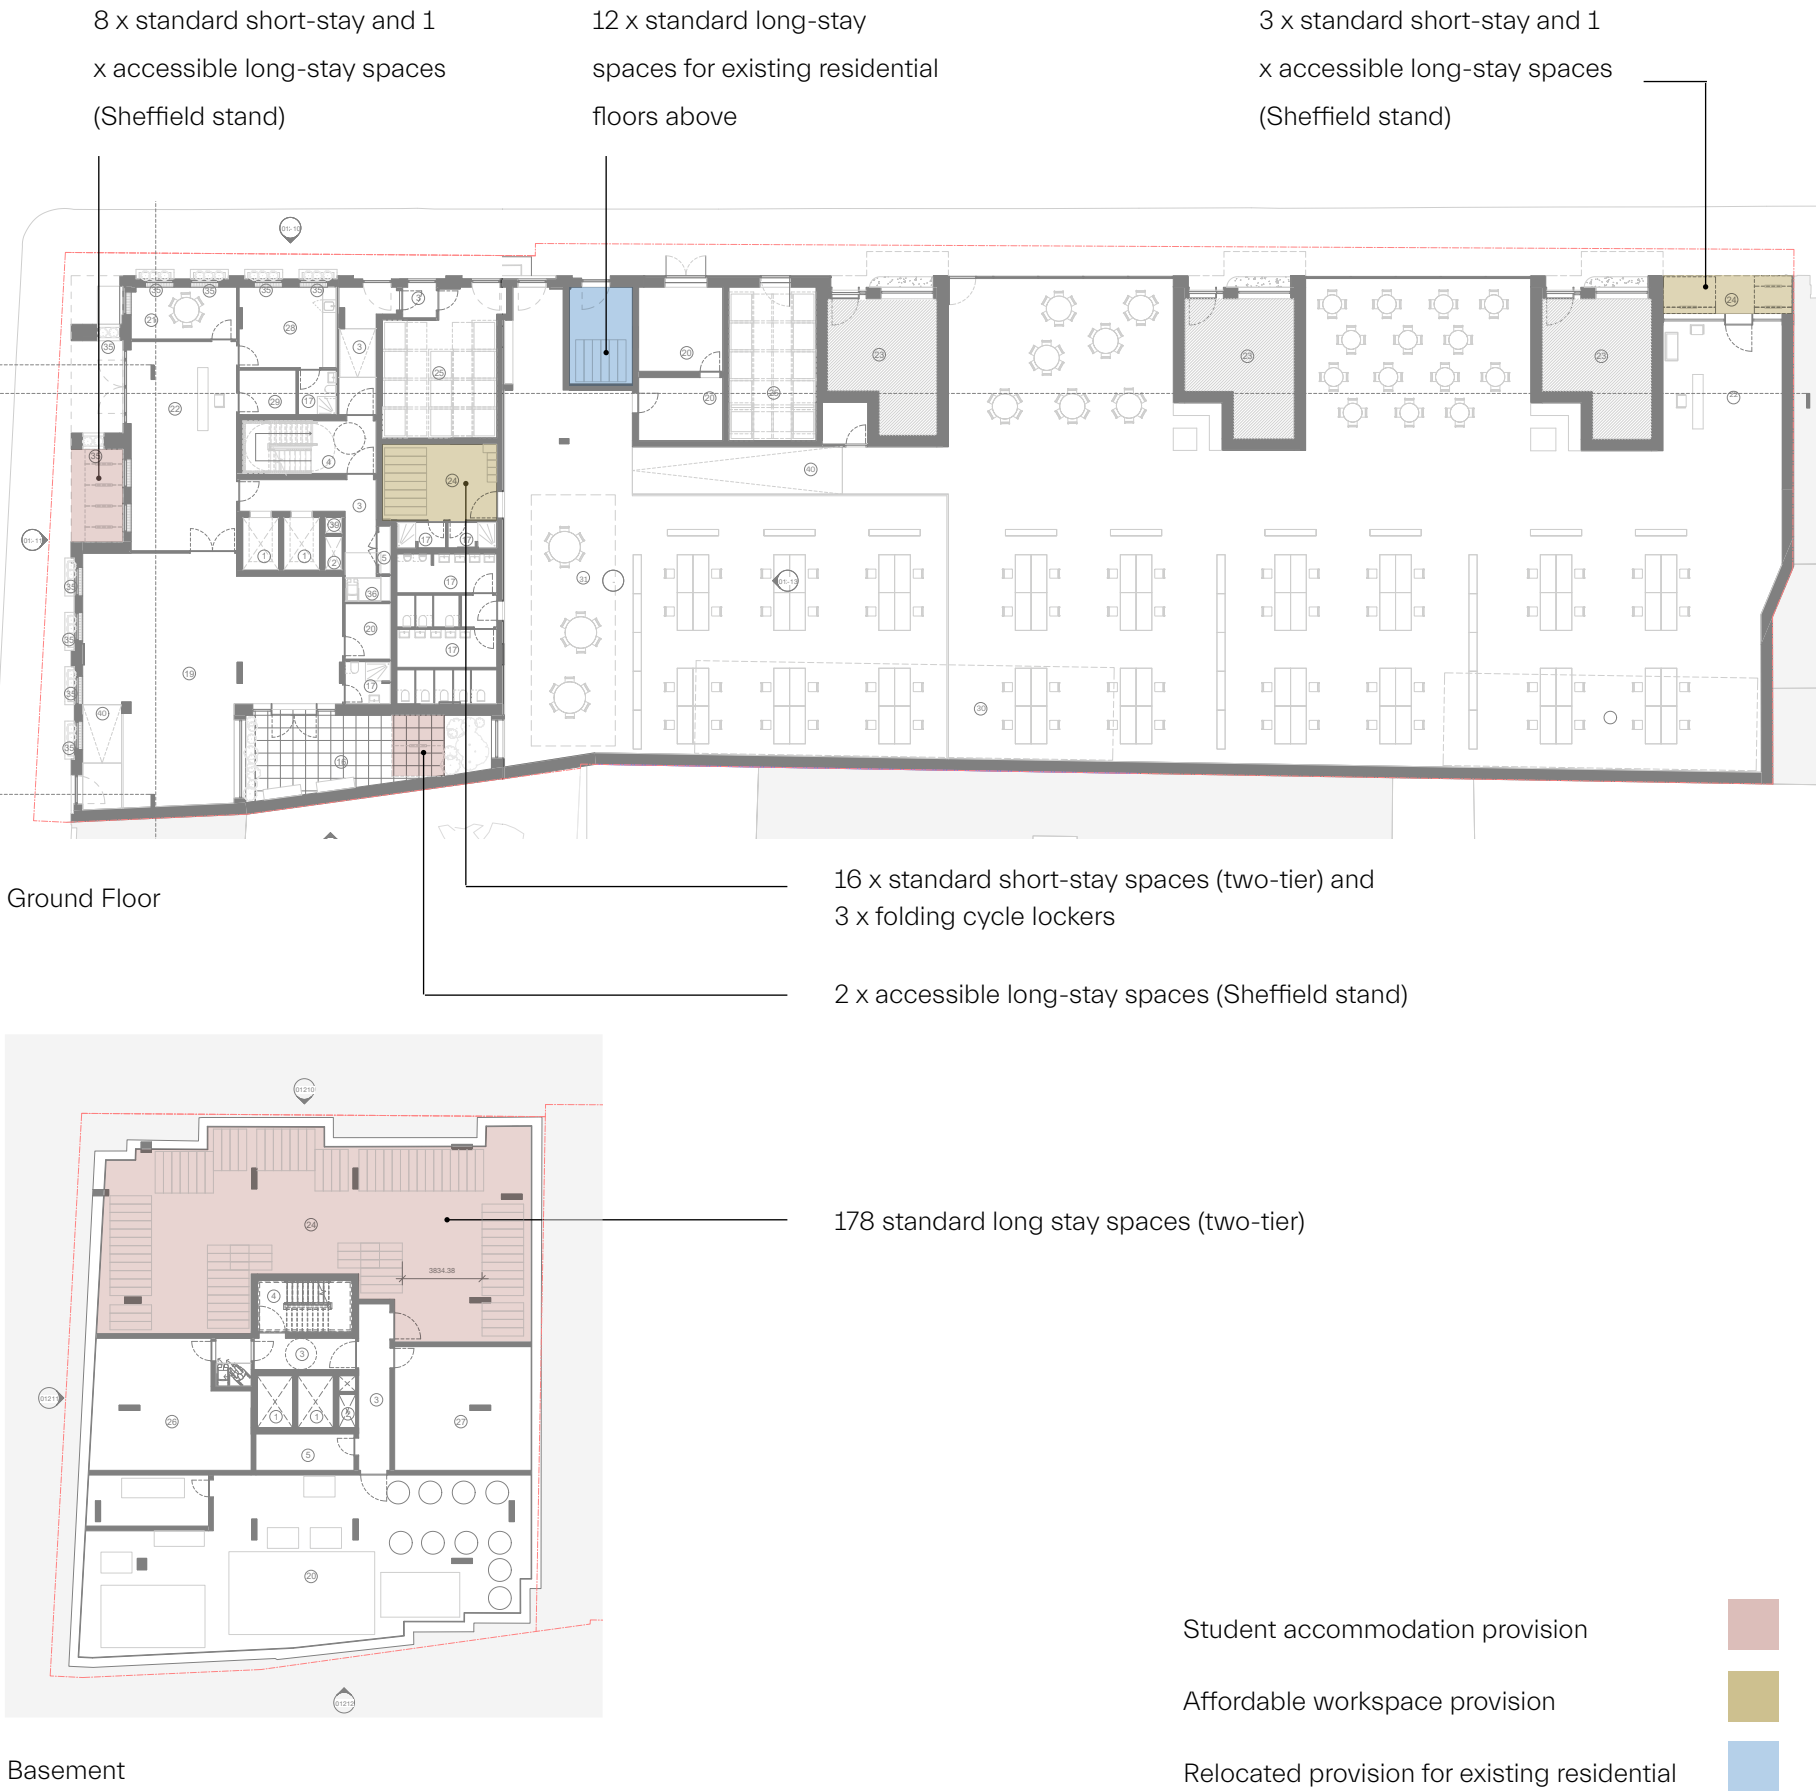 8 x standard short-stay and 1
x accessible long-stay spaces
(Sheffield stand)
12 x standard long-stay
spaces for existing residential
floors above
3 x standard short-stay and 1
x accessible long-stay spaces
(Sheffield stand)
16 x standard short-stay spaces (two-tier) and
3 x folding cycle lockers
Ground Floor
2 x accessible long-stay spaces (Sheffield stand)
178 standard long stay spaces (two-tier)
3834.38
Student accommodation provision
Affordable workspace provision
Basement
Relocated provision for existing residential